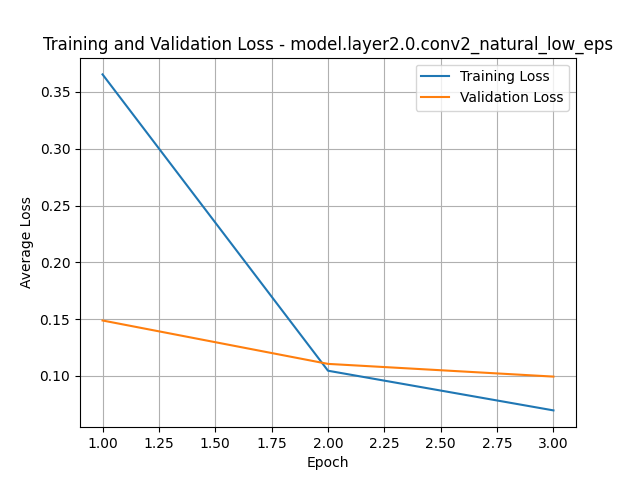 Training and Validation Loss - model.layer2.0.conv2_natural_low_eps
Training Loss
Validation Loss
0.35
0.30
0.25
0.20
0.15
0.10
Average Loss
1.00 1.25 1.50 1.75 2.00 2.25 2.50 2.75 3.00
Epoch